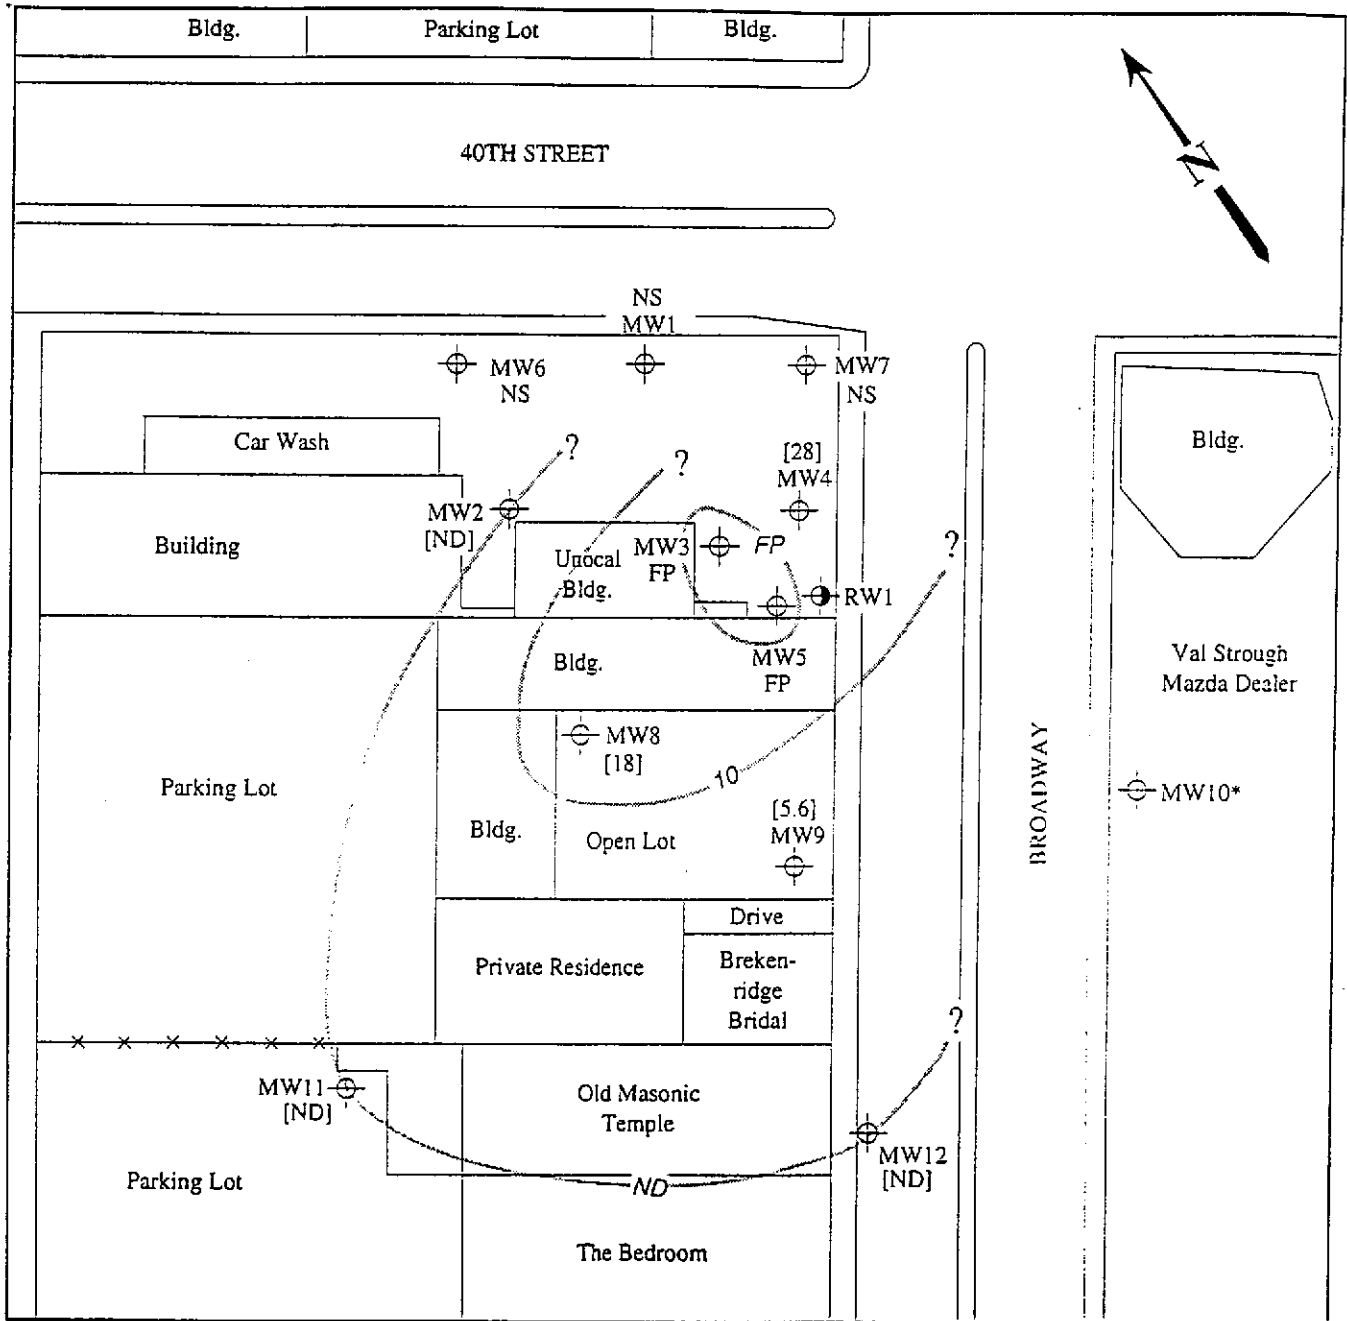 Bldg.
Parking Lot
Bldg.
40TH STREET
N
NS
MW1
MW6
NS
MW7
NS
Car Wash
?
?
[28]
MW4
Bldg.
MW2
[ND]
Building
Unocal
Bldg.
MW3
FP
FP
?
RW1
Bldg.
MW5
FP
Val Strough
Mazda Dealer
MW8
[18]
10
Parking Lot
BROADWAY
MW10*
[5.6]
MW9
Bldg.
Open Lot
Drive
Private Residence
Breken-
ridge
Bridal
?
MW11
[ND]
Old Masonic
Temple
MW12
[ND]
Parking Lot
ND
The Bedroom